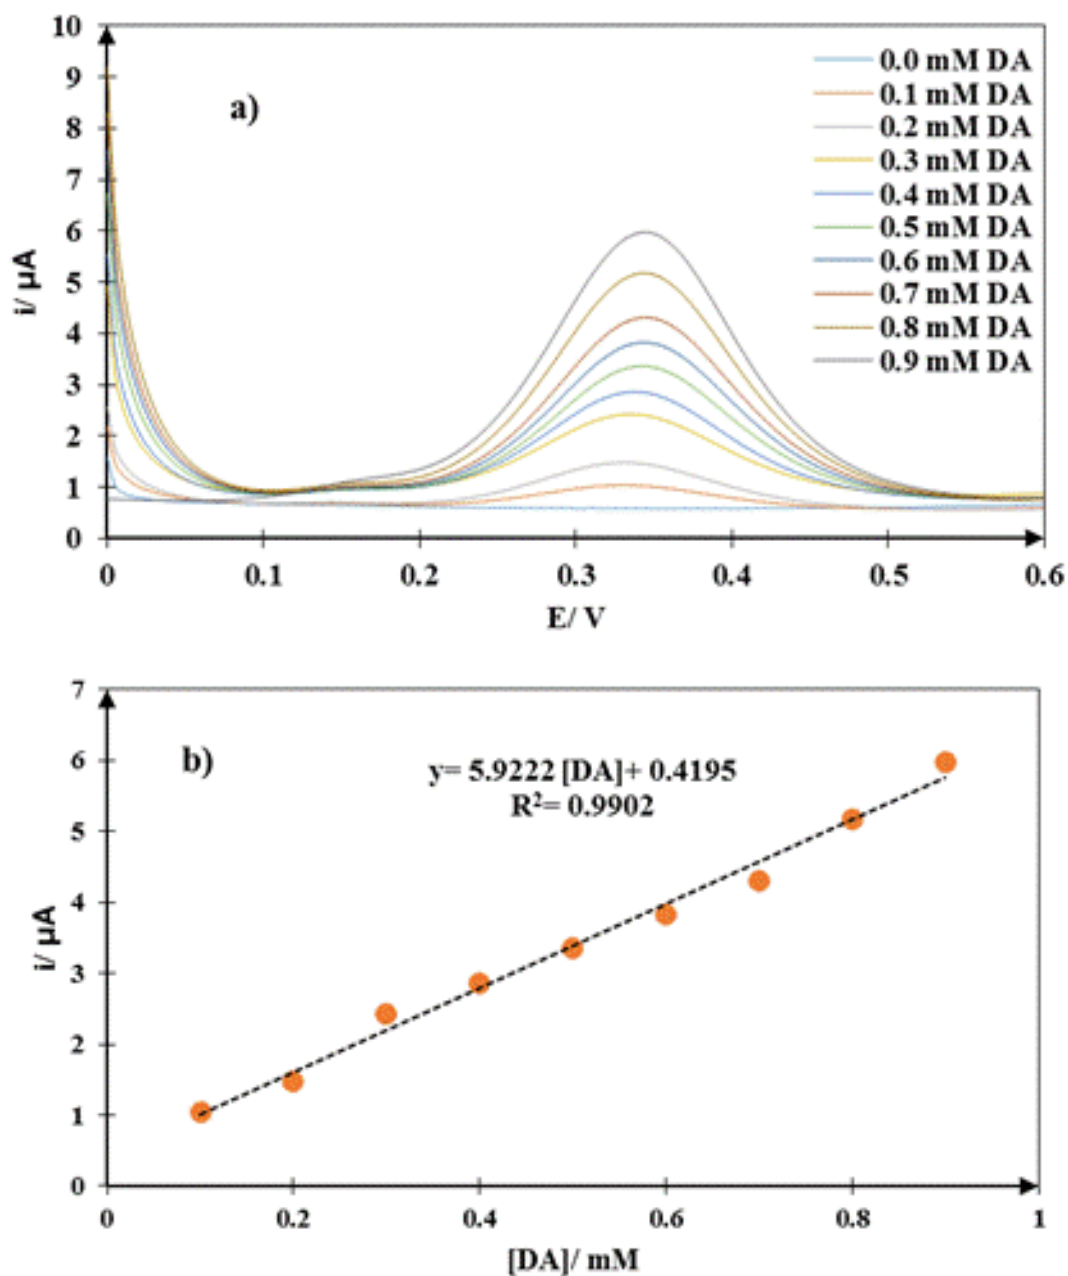 10
9
8
7
6
5
4
3
2
1
0
i/ µA
a)
0.0 mM DA
0.1 mM DA
0.2 mM DA
0.3 mM DA
0.4 mM DA
0.5 mM DA
0.6 mM DA
0.7 mM DA
0.8 mM DA
0.9 mM DA
0 0.1 0.2 0.3 0.4 0.5 0.6
E/ V
7
6
5
4
3
2
1
0
i/ µA
b)
y= 5.9222 [DA]+ 0.4195
R²= 0.9902
0 0.2 0.4 0.6 0.8 1
[DA]/ mM